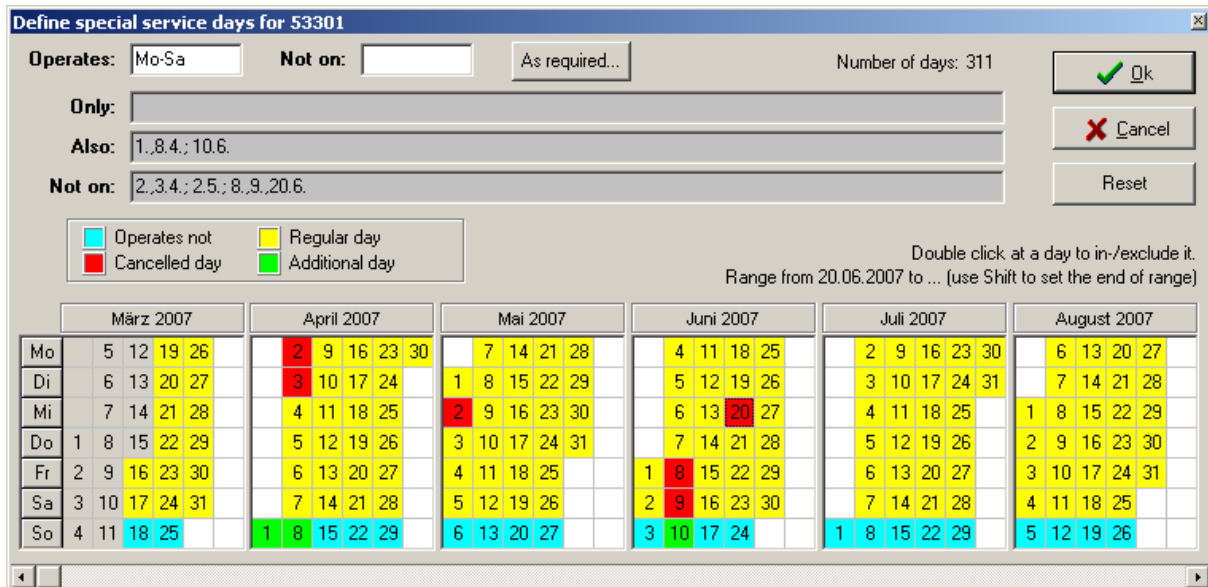 Define special service days for 53301
Operates: Mo-Sa Not on: As required... Number of days: 311 Ok
Only:
Cancel
Also: 1.,8.4.; 10.6.
Not on: 2.,3.4.; 2.5.; 8.,9.,20.6. Reset
Operates not Regular day
Cancelled day Additional day
Double click at a day to in-/exclude it.
Range from 20.06.2007 to ... (use Shift to set the end of range)
März 2007 April 2007 Mai 2007 Juni 2007 Juli 2007 August 2007
Mo 5 12 19 26 2 9 16 23 30 7 14 21 28 4 11 18 25 2 9 16 23 30 6 13 20 27
Di 6 13 20 27 3 10 17 24 1 8 15 22 29 5 12 19 26 3 10 17 24 31 7 14 21 28
Mi 7 14 21 28 4 11 18 25 2 9 16 23 30 6 13 20 27 4 11 18 25 1 8 15 22 29
Do 1 8 15 22 29 5 12 19 26 3 10 17 24 31 7 14 21 28 5 12 19 26 2 9 16 23 30
Fr 2 9 16 23 30 6 13 20 27 4 11 18 25 1 8 15 22 29 6 13 20 27 3 10 17 24 31
Sa 3 10 17 24 31 7 14 21 28 5 12 19 26 2 9 16 23 30 7 14 21 28 4 11 18 25
So 4 11 18 25 1 8 15 22 29 6 13 20 27 3 10 17 24 1 8 15 22 29 5 12 19 26